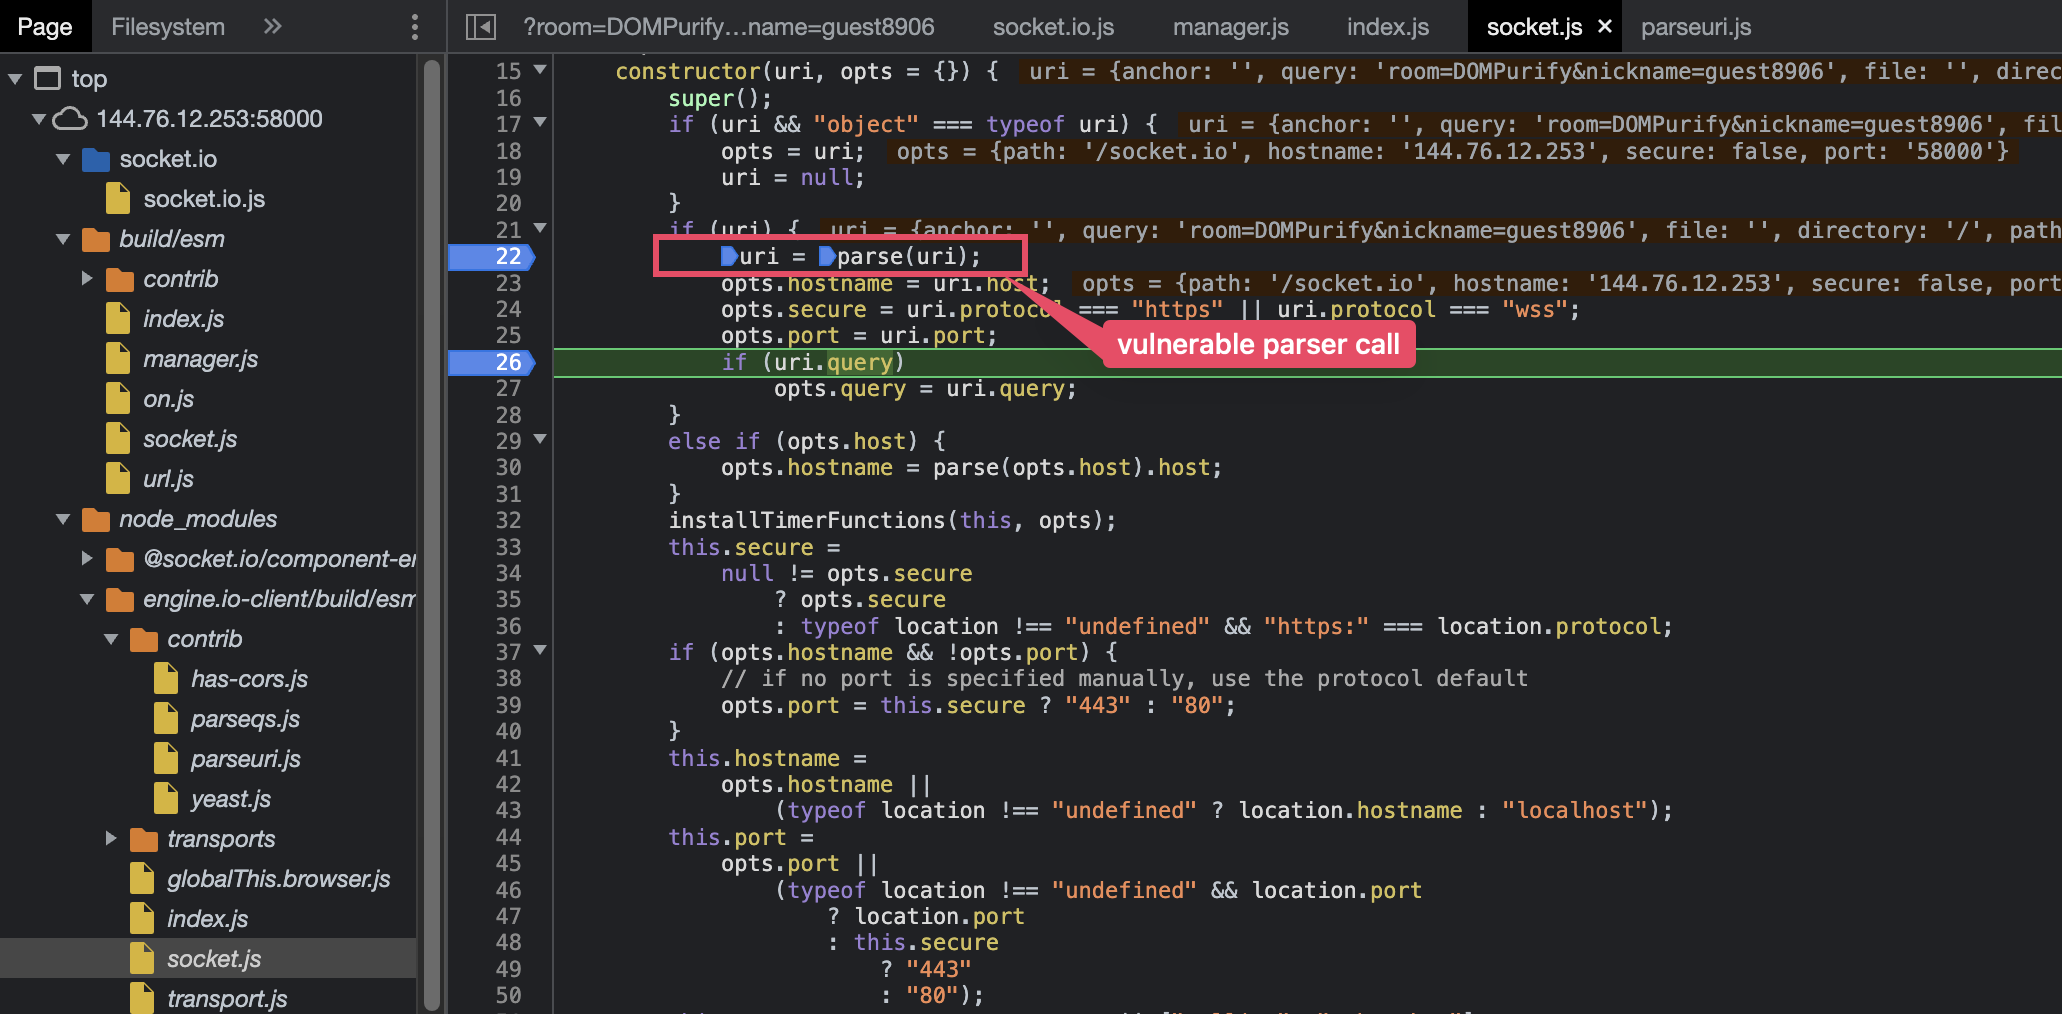 Page Filesystem »
?room=DOMPurify…name=guest8906 socket.io.js manager.js index.js socket.js × parseuri.js
top
144.76.12.253:58000
socket.io
socket.io.js
build/esm
contrib
index.js
manager.js
on.js
socket.js
url.js
node_modules
@socket.io/component-e
engine.io-client/build/esm
contrib
has-cors.js
parseqs.js
parseuri.js
yeast.js
transports
globalThis.browser.js
index.js
socket.js
transport.js
15 constructor(uri, opts = {}) { uri = {anchor: '', query: 'room=DOMPurify&nickname=guest8906', file: '', direc
16 super();
17 if (uri && "object" === typeof uri) { uri = {anchor: '', query: 'room=DOMPurify&nickname=guest8906', fil
18 opts = uri; opts = {path: '/socket.io', hostname: '144.76.12.253', secure: false, port: '58000'}
19 uri = null;
20 }
21 if (uri) { uri = {anchor: '', query: 'room=DOMPurify&nickname=guest8906', file: '', directory: '/', path
22 uri = parse(uri);
23 opts.hostname = uri.host; opts = {path: '/socket.io', hostname: '144.76.12.253', secure: false, port
24 opts.secure = uri.protocol === "https" || uri.protocol === "wss";
25 opts.port = uri.port;
vulnerable parser call
26 if (uri.query)
27 opts.query = uri.query;
28 }
29 else if (opts.host) {
30 opts.hostname = parse(opts.host).host;
31 }
32 installTimerFunctions(this, opts);
33 this.secure =
34 null != opts.secure
35 ? opts.secure
36 : typeof location !== "undefined" && "https:" === location.protocol;
37 if (opts.hostname && !opts.port) {
38 // if no port is specified manually, use the protocol default
39 opts.port = this.secure ? "443" : "80";
40 }
41 this.hostname =
42 opts.hostname ||
43 (typeof location !== "undefined" ? location.hostname : "localhost");
44 this.port =
45 opts.port ||
46 (typeof location !== "undefined" && location.port
47 ? location.port
48 : this.secure
49 ? "443"
50 : "80");